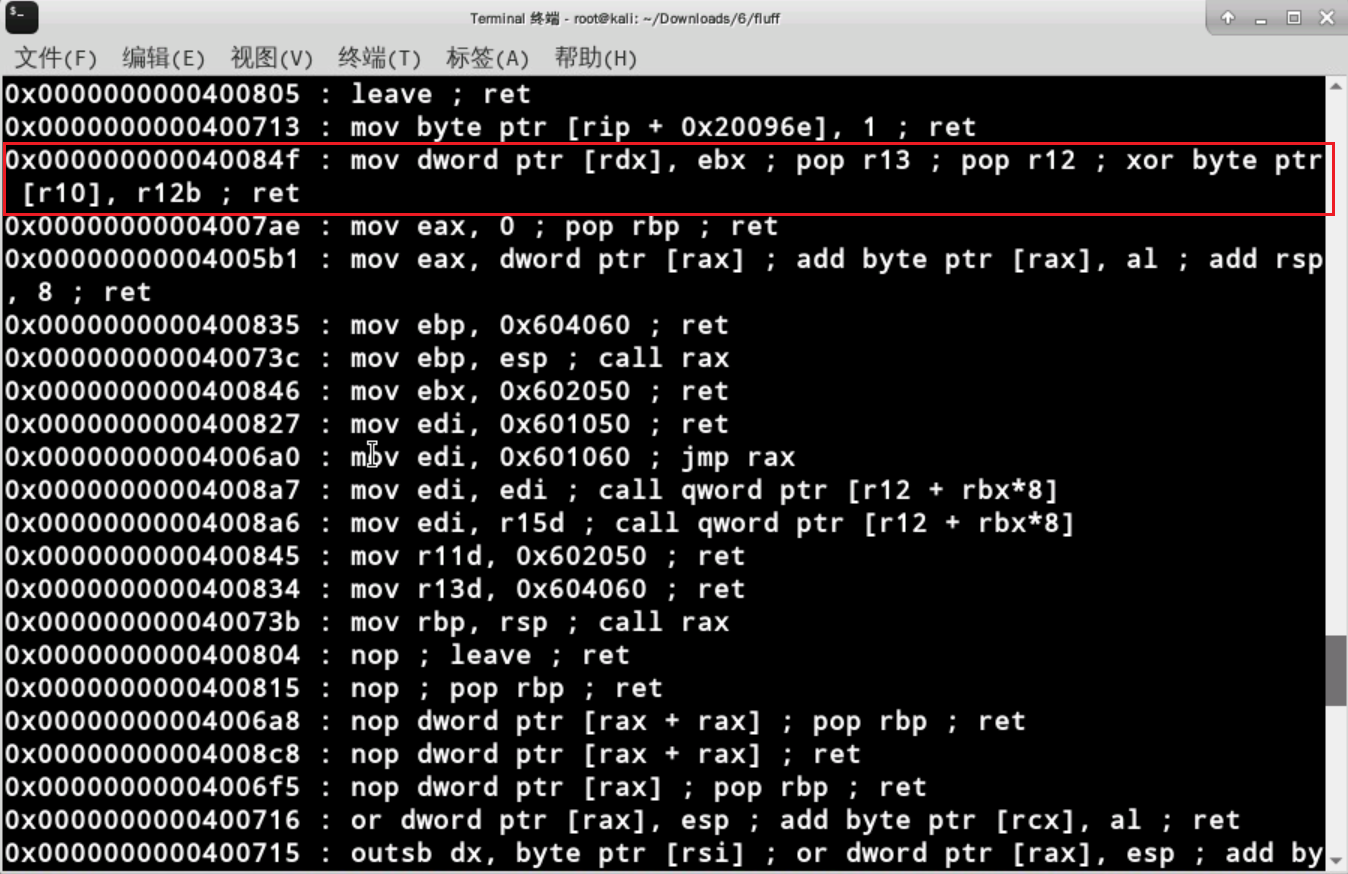 Terminal 终端 - root@kali: ~/Downloads/6/fluff
文件(F) 编辑(E) 视图(V) 终端(T) 标签(A) 帮助(H)
0x0000000000400805 : leave ; ret
0x0000000000400713 : mov byte ptr [rip + 0x20096e], 1 ; ret
0x000000000040084f : mov dword ptr [rdx], ebx ; pop r13 ; pop r12 ; xor byte ptr
 [r10], r12b ; ret
0x00000000004007ae : mov eax, 0 ; pop rbp ; ret
0x00000000004005b1 : mov eax, dword ptr [rax] ; add byte ptr [rax], al ; add rsp
, 8 ; ret
0x0000000000400835 : mov ebp, 0x604060 ; ret
0x000000000040073c : mov ebp, esp ; call rax
0x0000000000400846 : mov ebx, 0x602050 ; ret
0x0000000000400827 : mov edi, 0x601050 ; ret
0x00000000004006a0 : mov edi, 0x601060 ; jmp rax
0x00000000004008a7 : mov edi, edi ; call qword ptr [r12 + rbx*8]
0x00000000004008a6 : mov edi, r15d ; call qword ptr [r12 + rbx*8]
0x0000000000400845 : mov r11d, 0x602050 ; ret
0x0000000000400834 : mov r13d, 0x604060 ; ret
0x000000000040073b : mov rbp, rsp ; call rax
0x0000000000400804 : nop ; leave ; ret
0x0000000000400815 : nop ; pop rbp ; ret
0x00000000004006a8 : nop dword ptr [rax + rax] ; pop rbp ; ret
0x00000000004008c8 : nop dword ptr [rax + rax] ; ret
0x00000000004006f5 : nop dword ptr [rax] ; pop rbp ; ret
0x0000000000400716 : or dword ptr [rax], esp ; add byte ptr [rcx], al ; ret
0x0000000000400715 : outsb dx, byte ptr [rsi] ; or dword ptr [rax], esp ; add by